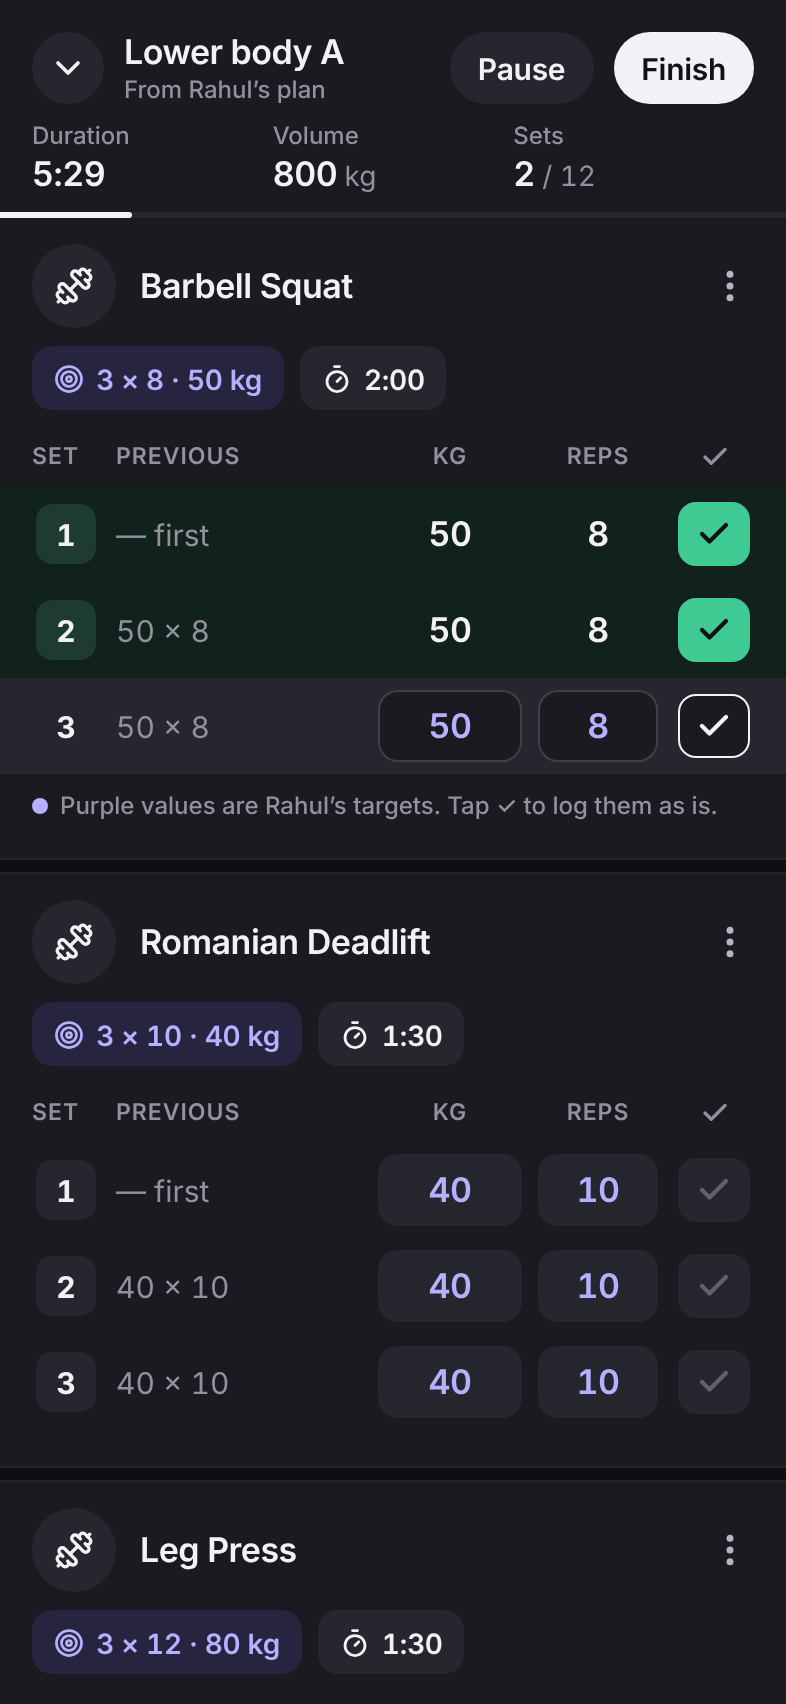 Lower body A
From Rahul’s plan
Pause
Finish
Duration Volume Sets
5:29 800 kg 2 / 12
Barbell Squat
3 × 8 · 50 kg 2:00
SET PREVIOUS KG REPS ✓
1 — first 50 8 ✓
2 50 × 8 50 8 ✓
3 50 × 8 50 8 ✓
Purple values are Rahul’s targets. Tap ✓ to log them as is.
Romanian Deadlift
3 × 10 · 40 kg 1:30
SET PREVIOUS KG REPS ✓
1 — first 40 10 ✓
2 40 × 10 40 10 ✓
3 40 × 10 40 10 ✓
Leg Press
3 × 12 · 80 kg 1:30